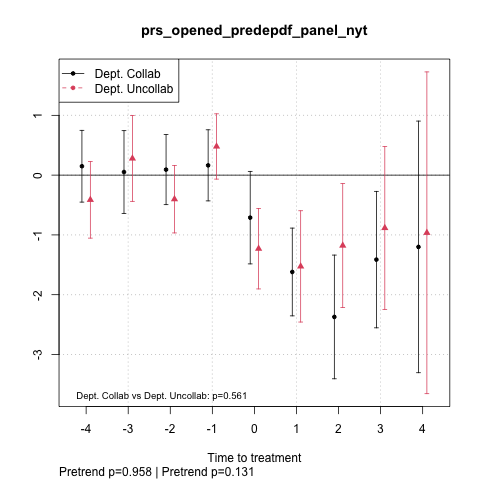 prs_opened_predepdf_panel_nyt
Dept. Collab
Dept. Uncollab
1
0
-1
-2
-3
Dept. Collab vs Dept. Uncollab: p=0.561
-4 -3 -2 -1 0 1 2 3 4
Time to treatment
Pretrend p=0.958 | Pretrend p=0.131